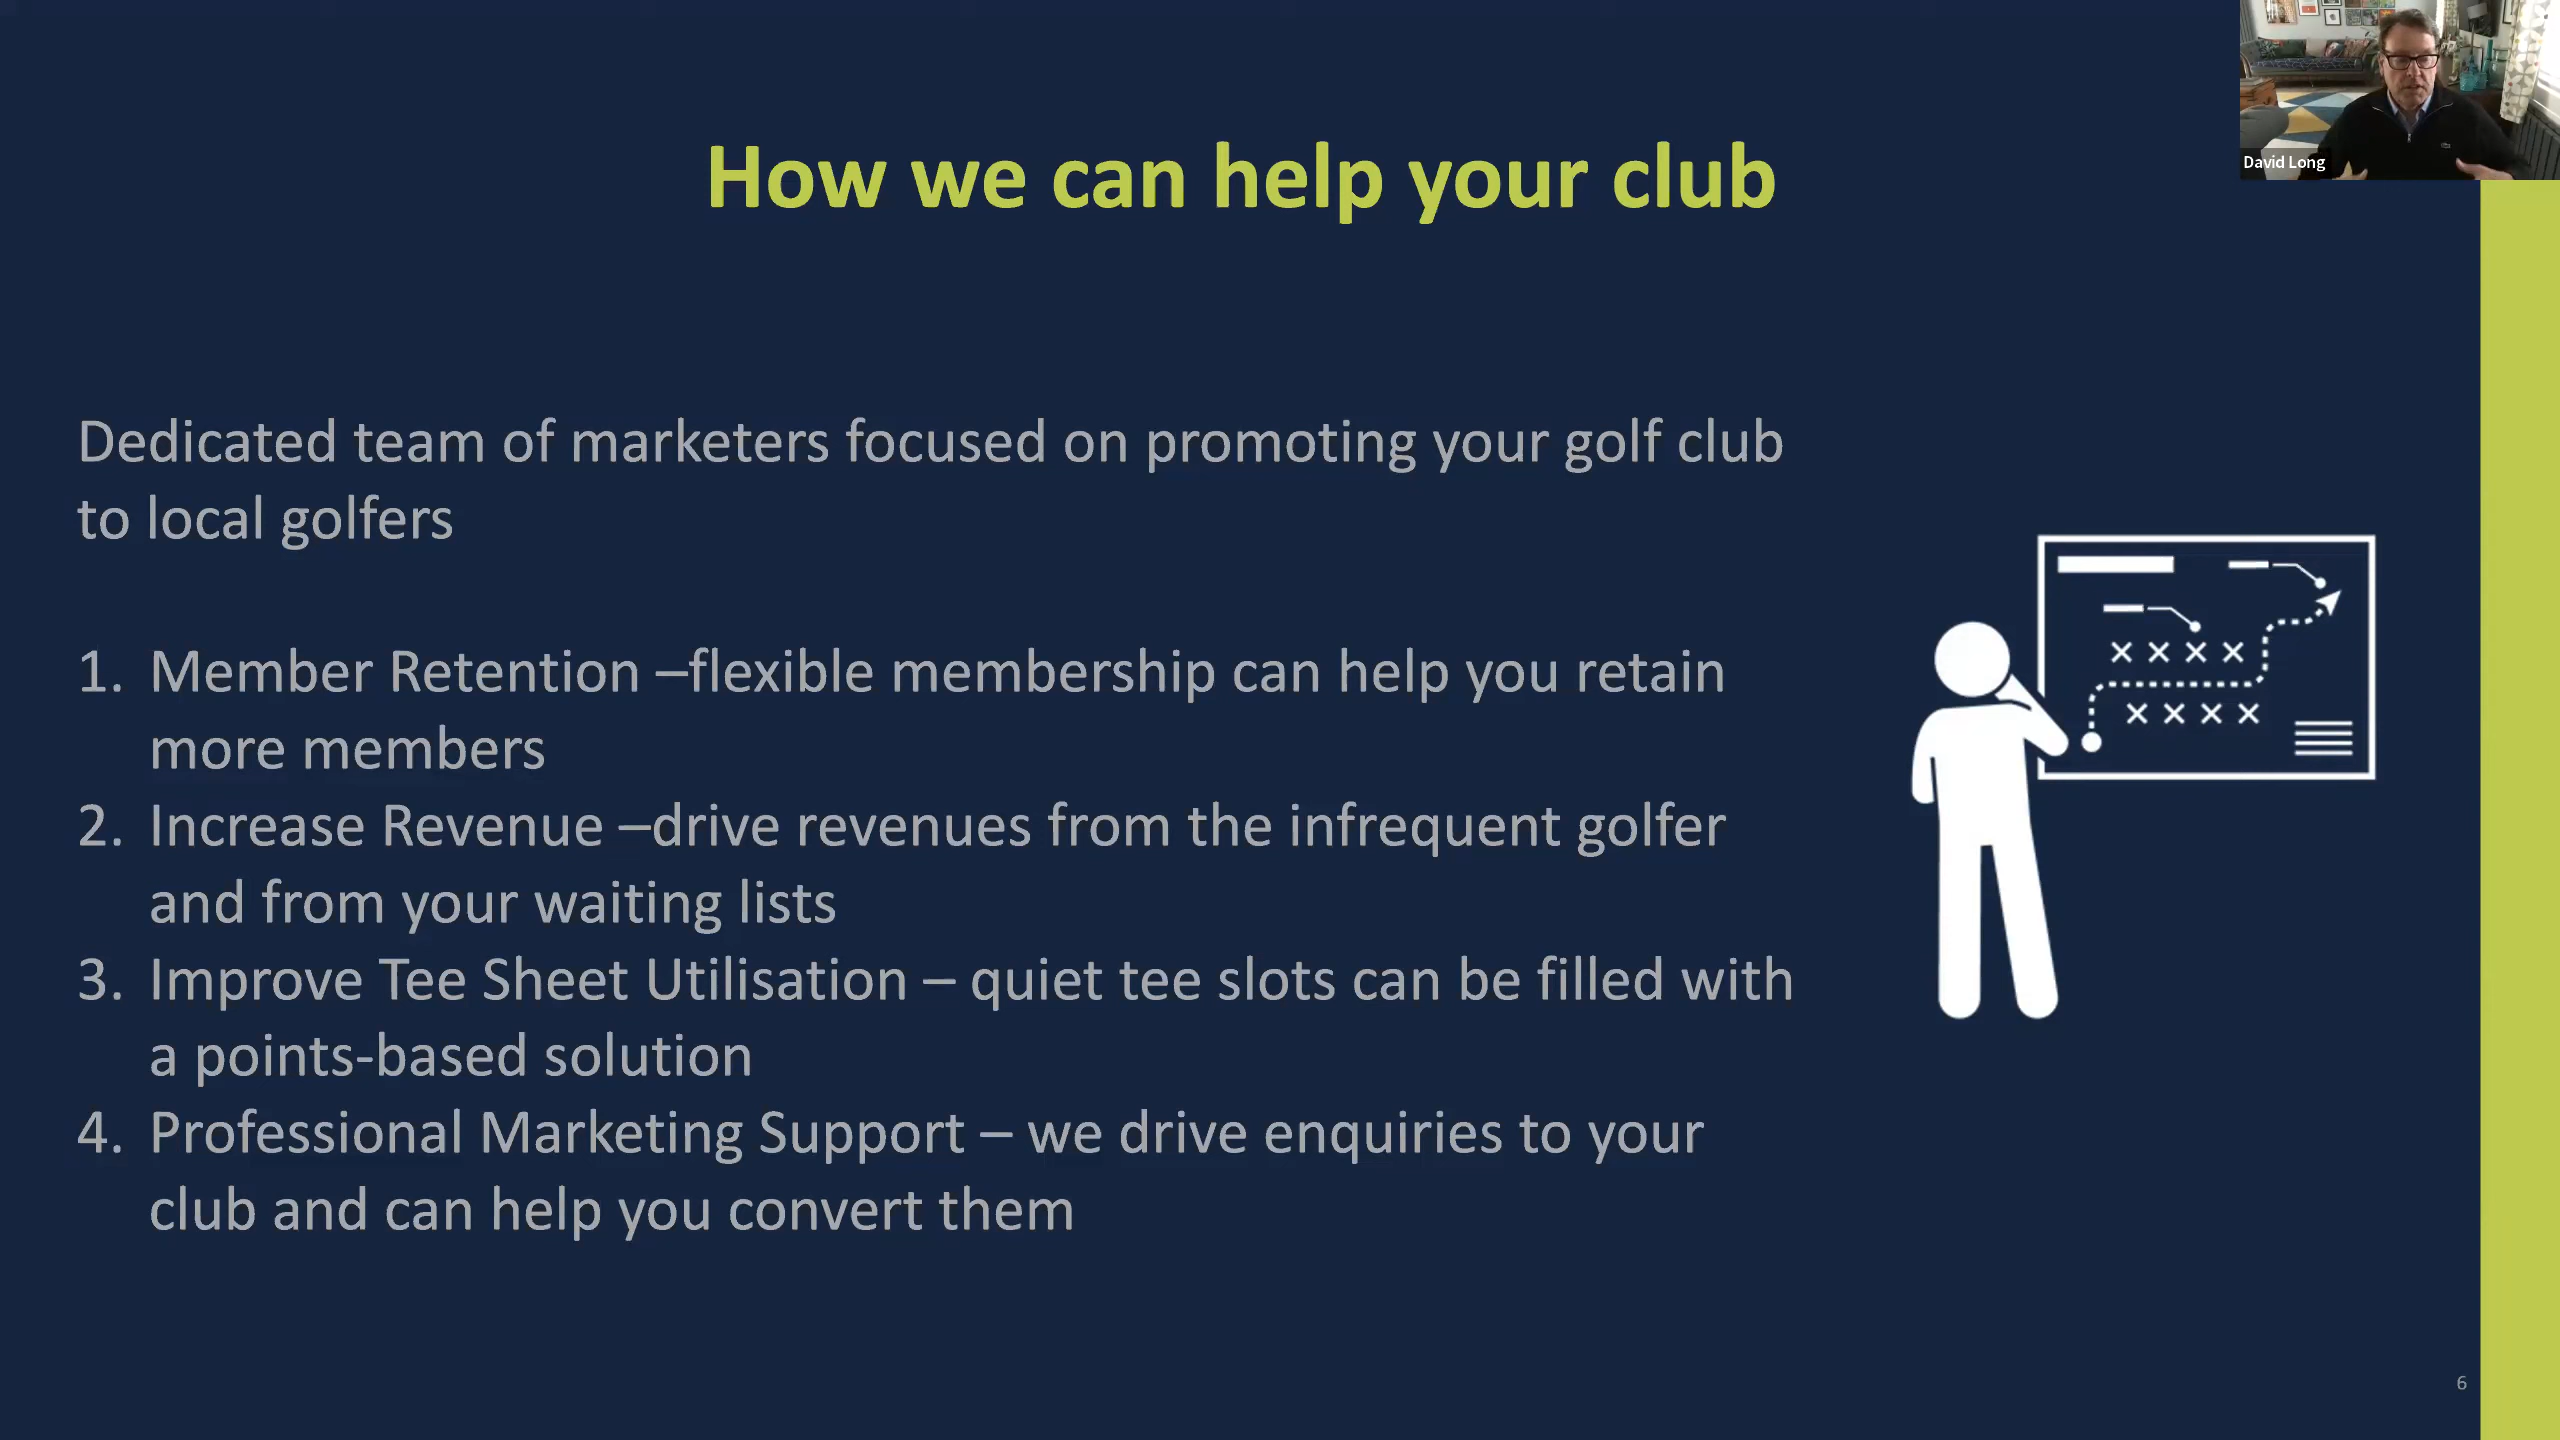 How we can help your club
David Long
Dedicated team of marketers focused on promoting your golf club
to local golfers
1. Member Retention –flexible membership can help you retain
more members
2. Increase Revenue –drive revenues from the infrequent golfer
and from your waiting lists
3. Improve Tee Sheet Utilisation – quiet tee slots can be filled with
a points-based solution
4. Professional Marketing Support – we drive enquiries to your
club and can help you convert them
6